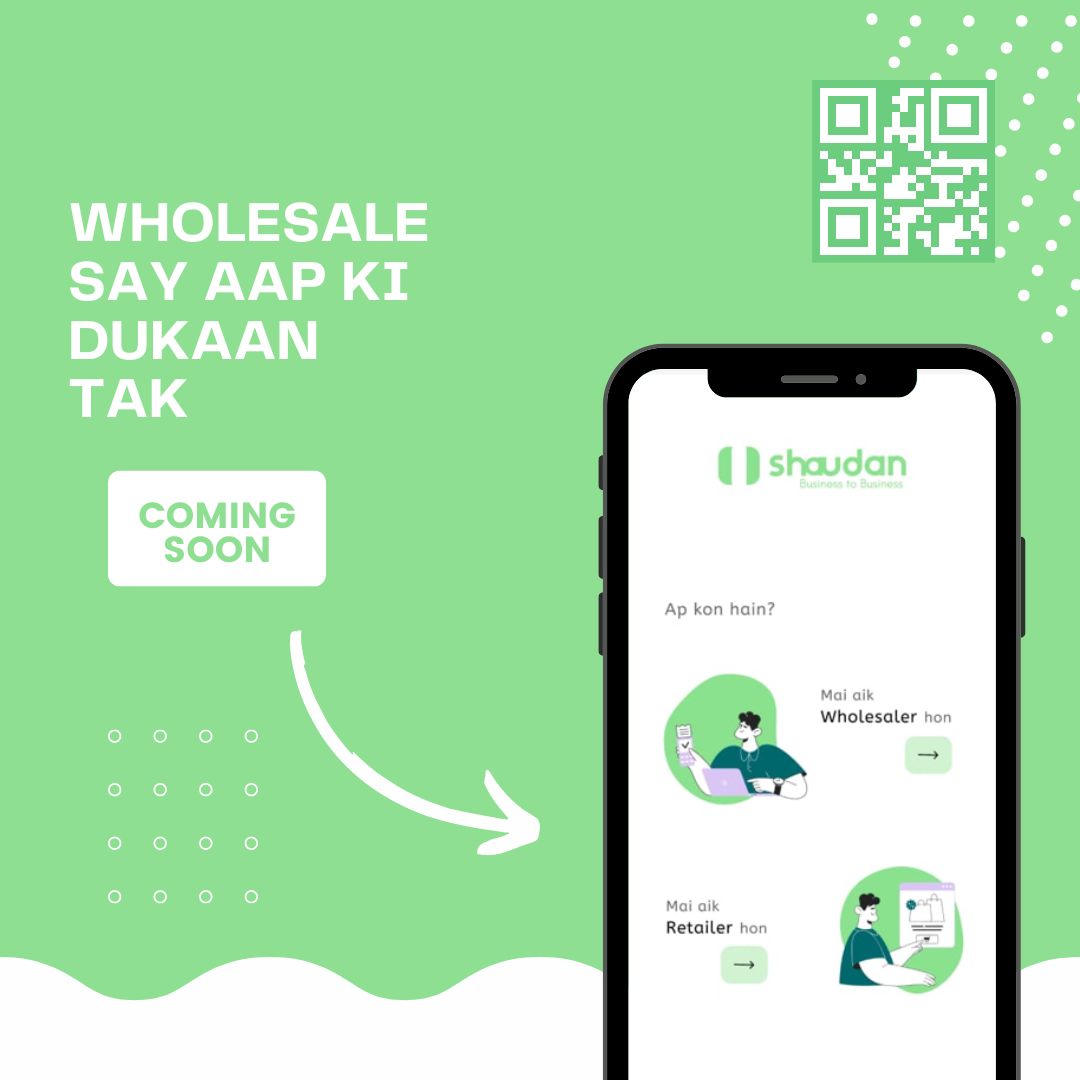 WHOLESALE
SAY AAP KI
DUKAAN
TAK
COMING
SOON
shaudan
Business to Business
Ap kon hain?
Mai aik
Wholesaler hon
Mai aik
Retailer hon